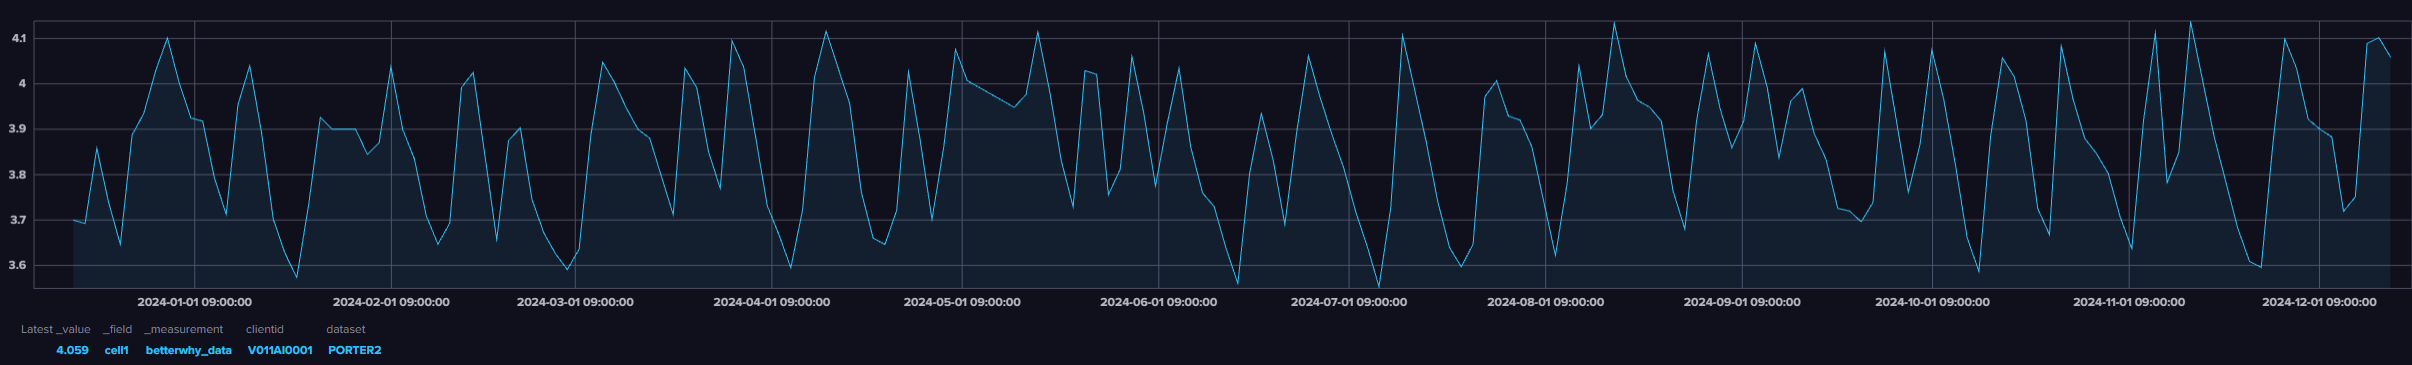 4.1
4
3.9
3.8
3.7
3.6
2024-01-01 09:00:00 2024-02-01 09:00:00 2024-03-01 09:00:00 2024-04-01 09:00:00 2024-05-01 09:00:00 2024-06-01 09:00:00 2024-07-01 09:00:00 2024-08-01 09:00:00 2024-09-01 09:00:00 2024-10-01 09:00:00 2024-11-01 09:00:00 2024-12-01 09:00:00
Latest _value _field _measurement clientid dataset
4.059 cell1 betterwhy_data V011AI0001 PORTER2